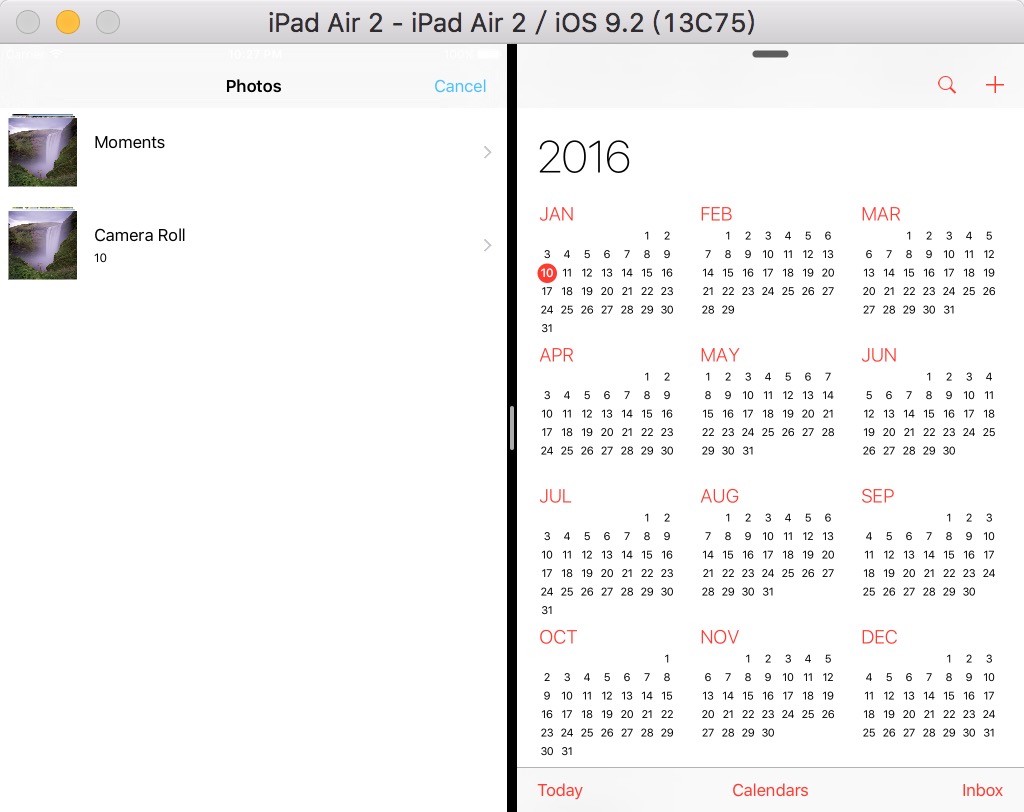 iPad Air 2 - iPad Air 2 / iOS 9.2 (13C75)
Photos
Cancel
Moments
Camera Roll
10
2016
JAN
1 2
3 4 5 6 7 8 9
10 11 12 13 14 15 16
17 18 19 20 21 22 23
24 25 26 27 28 29 30
31
FEB
1 2 3 4 5 6
7 8 9 10 11 12 13
14 15 16 17 18 19 20
21 22 23 24 25 26 27
28 29
MAR
1 2 3 4 5
6 7 8 9 10 11 12
13 14 15 16 17 18 19
20 21 22 23 24 25 26
27 28 29 30 31
APR
1 2
3 4 5 6 7 8 9
10 11 12 13 14 15 16
17 18 19 20 21 22 23
24 25 26 27 28 29 30
MAY
1 2 3 4 5 6 7
8 9 10 11 12 13 14
15 16 17 18 19 20 21
22 23 24 25 26 27 28
29 30 31
JUN
1 2 3 4
5 6 7 8 9 10 11
12 13 14 15 16 17 18
19 20 21 22 23 24 25
26 27 28 29 30
JUL
1 2
3 4 5 6 7 8 9
10 11 12 13 14 15 16
17 18 19 20 21 22 23
24 25 26 27 28 29 30
31
AUG
1 2 3 4 5 6
7 8 9 10 11 12 13
14 15 16 17 18 19 20
21 22 23 24 25 26 27
28 29 30 31
SEP
1 2 3
4 5 6 7 8 9 10
11 12 13 14 15 16 17
18 19 20 21 22 23 24
25 26 27 28 29 30
OCT
1
2 3 4 5 6 7 8
9 10 11 12 13 14 15
16 17 18 19 20 21 22
23 24 25 26 27 28 29
30 31
NOV
1 2 3 4 5
6 7 8 9 10 11 12
13 14 15 16 17 18 19
20 21 22 23 24 25 26
27 28 29 30
DEC
1 2 3
4 5 6 7 8 9 10
11 12 13 14 15 16 17
18 19 20 21 22 23 24
25 26 27 28 29 30 31
Today
Calendars
Inbox